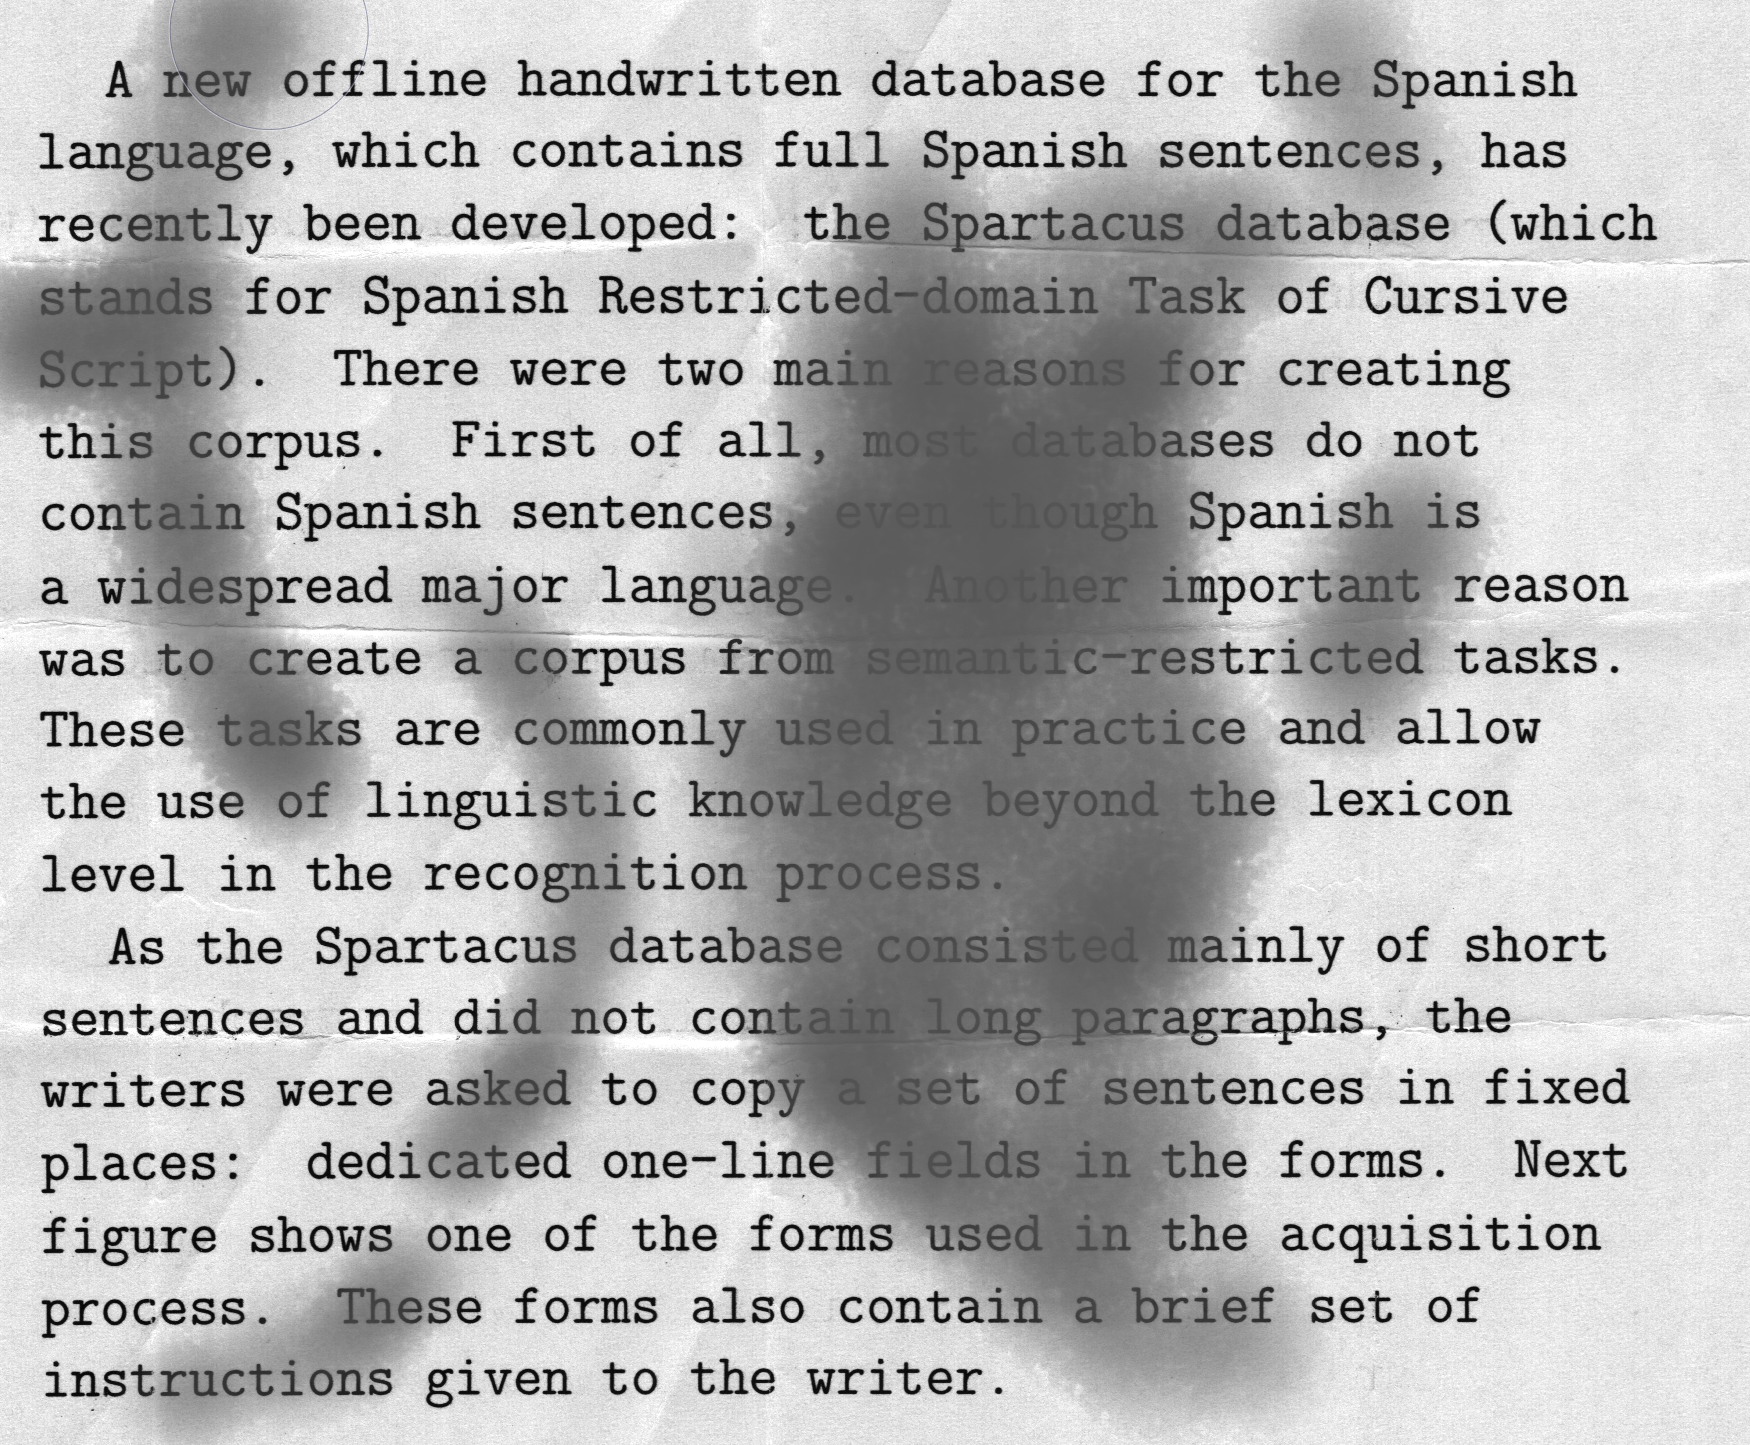 A new offline handwritten database for the Spanish
language, which contains full Spanish sentences, has
recently been developed: the Spartacus database (which
stands for Spanish Restricted-domain Task of Cursive
Script). There were two main reasons for creating
this corpus. First of all, most databases do not
contain Spanish sentences, even though Spanish is
a widespread major language. Another important reason
was to create a corpus from semantic-restricted tasks.
These tasks are commonly used in practice and allow
the use of linguistic knowledge beyond the lexicon
level in the recognition process.
As the Spartacus database consisted mainly of short
sentences and did not contain long paragraphs, the
writers were asked to copy a set of sentences in fixed
places: dedicated one-line fields in the forms. Next
figure shows one of the forms used in the acquisition
process. These forms also contain a brief set of
instructions given to the writer.